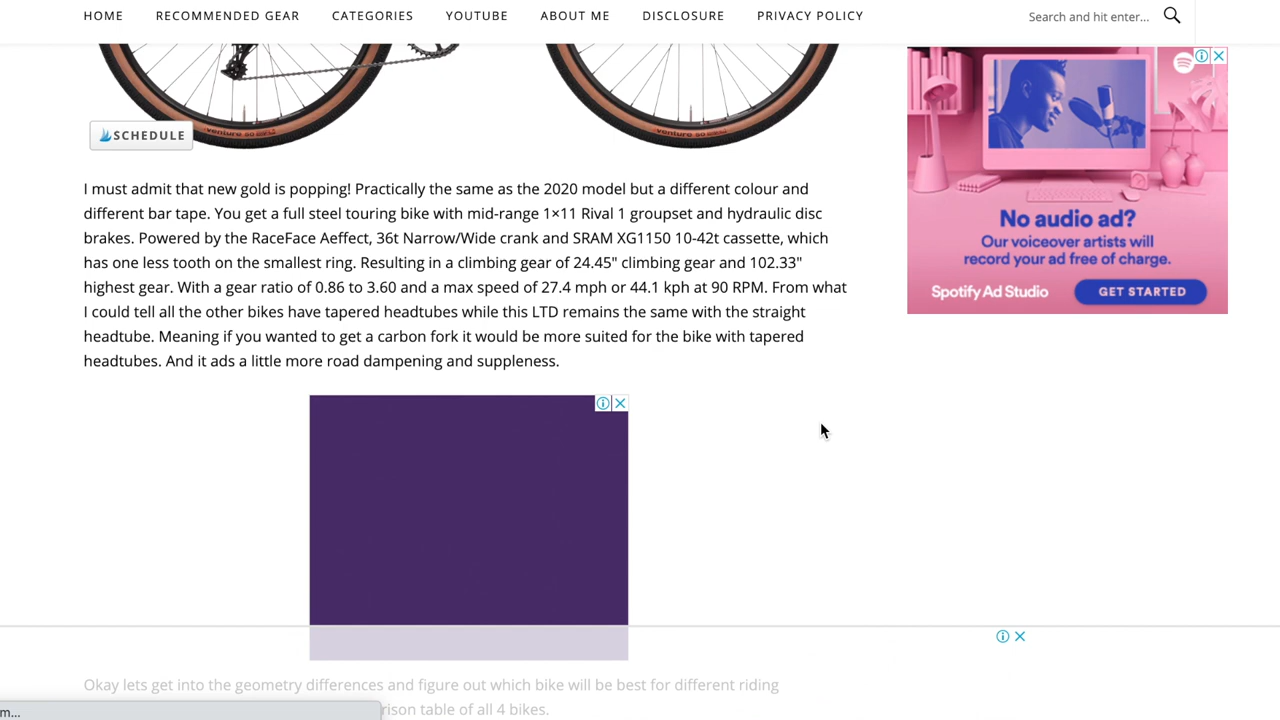 HOME RECOMMENDED GEAR CATEGORIES YOUTUBE ABOUT ME DISCLOSURE PRIVACY POLICY Search and hit enter...
venture 50 venture 50
SCHEDULE
I must admit that new gold is popping! Practically the same as the 2020 model but a different colour and
different bar tape. You get a full steel touring bike with mid-range 1×11 Rival 1 groupset and hydraulic disc
brakes. Powered by the RaceFace Aeffect, 36t Narrow/Wide crank and SRAM XG1150 10-42t cassette, which
has one less tooth on the smallest ring. Resulting in a climbing gear of 24.45" climbing gear and 102.33"
highest gear. With a gear ratio of 0.86 to 3.60 and a max speed of 27.4 mph or 44.1 kph at 90 RPM. From what
I could tell all the other bikes have tapered headtubes while this LTD remains the same with the straight
headtube. Meaning if you wanted to get a carbon fork it would be more suited for the bike with tapered
headtubes. And it ads a little more road dampening and suppleness.
No audio ad?
Our voiceover artists will
record your ad free of charge.
Spotify Ad Studio GET STARTED
Okay lets get into the geometry differences and figure out which bike will be best for different riding
rison table of all 4 bikes.
m...